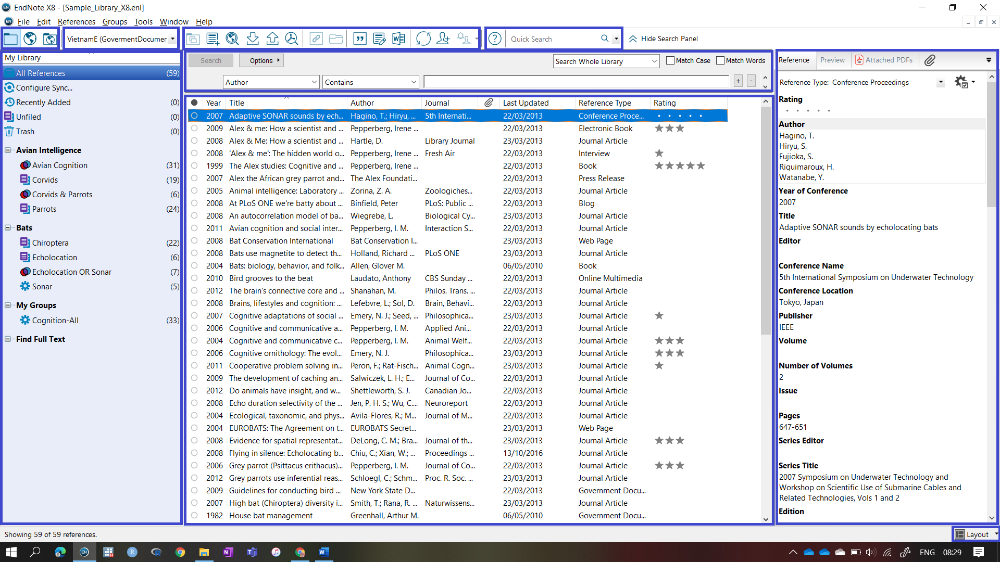 EndNote X8 - [Sample_Library_X8.enl]
File Edit References Groups Tools Window Help
VietnamE (GovermentDocumer
Quick Search
Hide Search Panel
My Library
All References (59)
Configure Sync...
Recently Added (0)
Unfiled (0)
Trash (0)
Avian Intelligence
Avian Cognition (31)
Corvids (19)
Corvids & Parrots (6)
Parrots (24)
Bats
Chiroptera (22)
Echolocation (6)
Echolocation OR Sonar (7)
Sonar (5)
My Groups
Cognition-All (33)
Find Full Text
Search Options Search Whole Library Match Case Match Words
Author Contains + -
Year Title Author Journal Last Updated Reference Type Rating
2007 Adaptive SONAR sounds by ech... Hagino, T.; Hiryu, ... 5th Internati... 22/03/2013 Conference Proce...
2009 Alex & me: How a scientist and ... Pepperberg, Irene ... 22/03/2013 Electronic Book ★★★
2008 Alex & Me: How a scientist and ... Hartle, D. Library Journal 23/03/2013 Journal Article
2008 'Alex & me': The hidden world o... Pepperberg, Irene ... Fresh Air 22/03/2013 Interview ★
1999 The Alex studies: Cognitive and ... Pepperberg, Irene ... 22/03/2013 Book ★★★★★
2007 Alex the African grey parrot and... The Alex Foundati... 22/03/2013 Press Release
2005 Animal intelligence: Laboratory ... Zorina, Z. A. Zoologiches... 22/03/2013 Journal Article
2008 At PLoS ONE we're batty about ... Binfield, Peter PLoS: Public ... 22/03/2013 Blog
2008 An autocorrelation model of ba... Wiegrebe, L. Biological Cy... 23/03/2013 Journal Article
2011 Avian cognition and social inter... Pepperberg, I. M. Interaction S... 22/03/2013 Journal Article
2008 Bat Conservation International Bat Conservation I... 23/03/2013 Web Page
2008 Bats use magnetite to detect th... Holland, Richard ... PLoS ONE 23/03/2013 Journal Article
2004 Bats: biology, behavior, and folk... Allen, Glover M. 06/05/2010 Book
2010 Bird grooves to the beat Laudato, Anthony CBS Sunday ... 22/03/2013 Online Multimedia
2012 The brain's connective core and ... Shanahan, M. Philos. Trans. ... 22/03/2013 Journal Article
2008 Brains, lifestyles and cognition: ... Lefebvre, L.; Sol, D. Brain, Behavi... 22/03/2013 Journal Article
2007 Cognitive adaptations of social ... Emery, N. J.; Seed, ... Philosophica... 23/03/2013 Journal Article ★
2006 Cognitive and communicative a... Pepperberg, I. M. Applied Ani... 22/03/2013 Journal Article
2004 Cognitive and communicative c... Pepperberg, I. M. Animal Welf... 22/03/2013 Journal Article ★★★
2006 Cognitive ornithology: The evol... Emery, N. J. Philosophica... 23/03/2013 Journal Article ★★★
2011 Cooperative problem solving in... Peron, F.; Rat-Fisch... Animal Cogn... 23/03/2013 Journal Article ★
2009 The development of caching an... Salwiczek, L. H.; E... Journal of Co... 22/03/2013 Journal Article
2012 Do animals have insight, and w... Shettleworth, S. J. Canadian Jo... 22/03/2013 Journal Article
2008 Echo duration selectivity of the ... Jen, P. H. S.; Wu, C.... Neuroreport 22/03/2013 Journal Article
2004 Ecological, taxonomic, and phys... Avila-Flores, R.; M... Journal of M... 22/03/2013 Journal Article
2004 EUROBATS: The Agreement on t... EUROBATS Secret... 23/03/2013 Web Page
2008 Evidence for spatial representat... DeLong, C. M.; Bra... Journal of th... 23/03/2013 Journal Article ★★★
2008 Flying in silence: Echolocating b... Chiu, C.; Xian, W.; ... Proceedings ... 13/10/2016 Journal Article
2006 Grey parrot (Psittacus erithacus)... Pepperberg, I. M. Journal of Co... 22/03/2013 Journal Article ★★★
2012 Grey parrots use inferential reas... Schloegl, C.; Schm... Proc. R. Soc. ... 23/03/2013 Journal Article
2009 Guidelines for conducting bird ... New York State D... 22/03/2013 Government Docu...
2007 High bat (Chiroptera) diversity i... Smith, T.; Rana, R. ... Naturwissens... 23/03/2013 Journal Article
1982 House bat management Greenhall, Arthur M. 06/05/2010 Government Docu...
Reference Preview Attached PDFs
Reference Type: Conference Proceedings
Rating
Author
Hagino, T.
Hiryu, S.
Fujioka, S.
Riquimaroux, H.
Watanabe, Y.
Year of Conference
2007
Title
Adaptive SONAR sounds by echolocating bats
Editor
Conference Name
5th International Symposium on Underwater Technology
Conference Location
Tokyo, Japan
Publisher
IEEE
Volume
Number of Volumes
2
Issue
Pages
647-651
Series Editor
Series Title
2007 Symposium on Underwater Technology and
Workshop on Scientific Use of Submarine Cables and
Related Technologies, Vols 1 and 2
Edition
Showing 59 of 59 references.
Layout
ENG 08:29